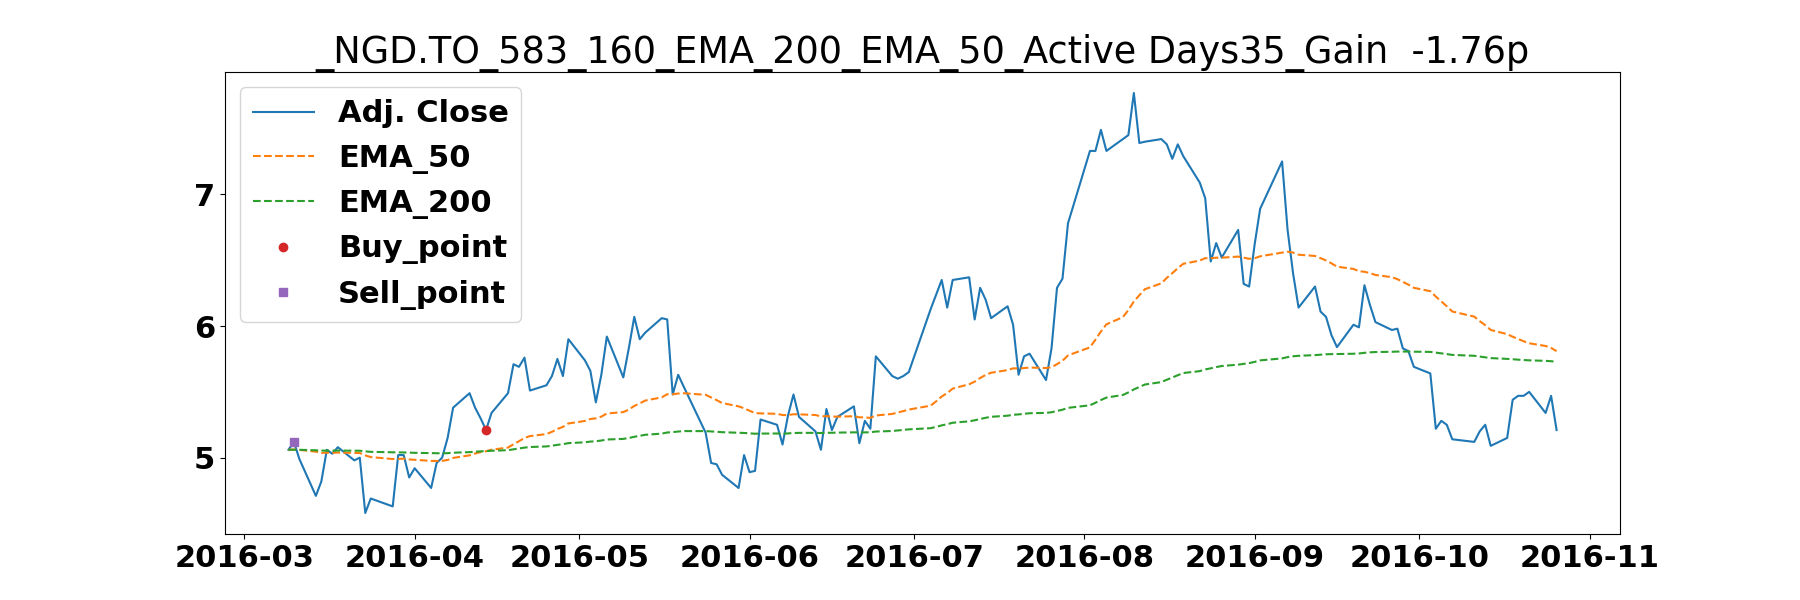 _NGD.TO_583_160_EMA_200_EMA_50_Active Days35_Gain  -1.76p
Adj. Close
EMA_50
EMA_200
Buy_point
Sell_point
7
6
5
2016-03 2016-04 2016-05 2016-06 2016-07 2016-08 2016-09 2016-10 2016-11